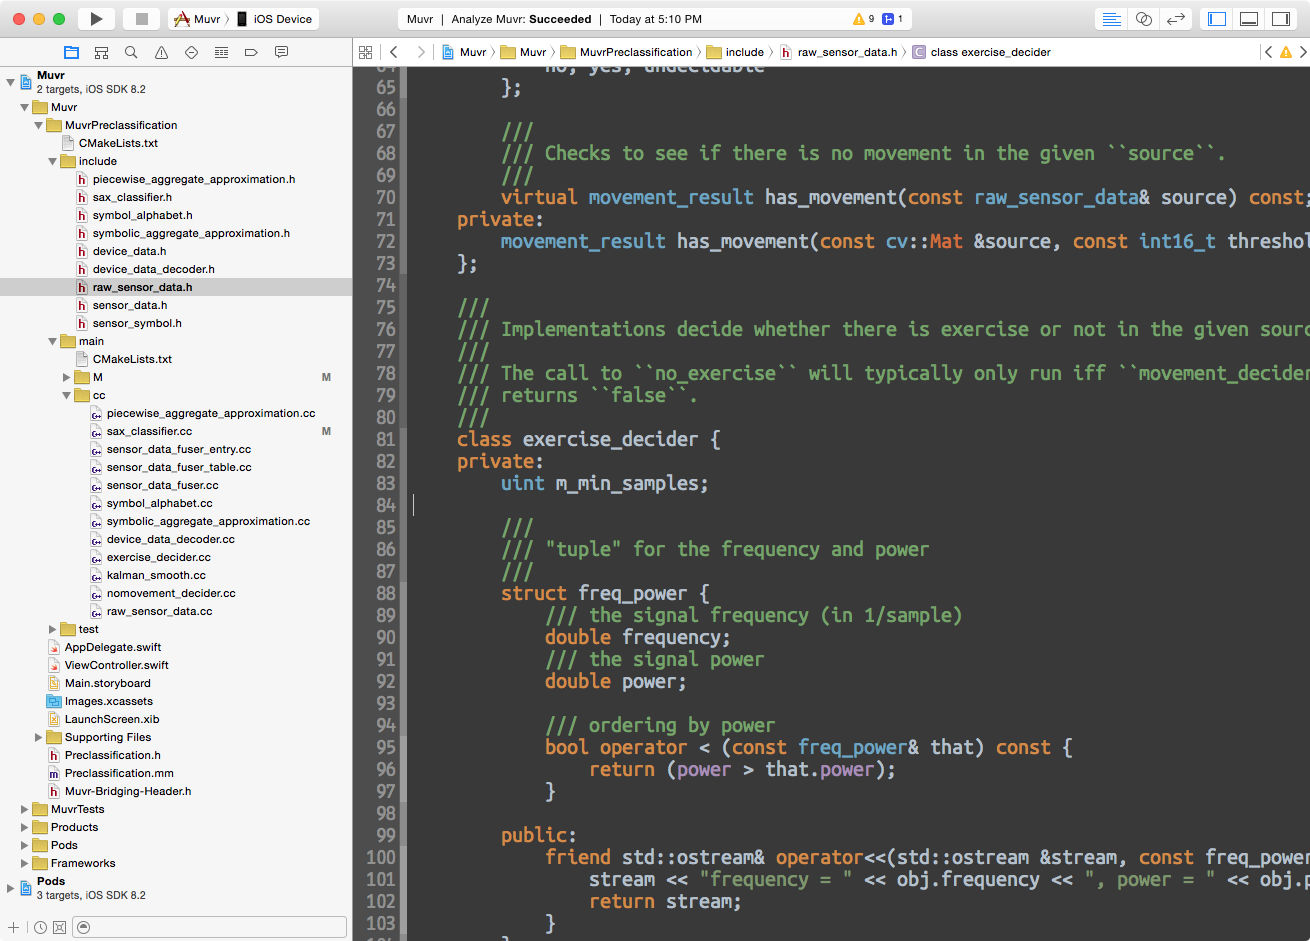 Muvr iOS Device
Muvr | Analyze Muvr: Succeeded | Today at 5:10 PM
9 1
Muvr Muvr MuvrPreclassification include raw_sensor_data.h C class exercise_decider
Muvr
2 targets, iOS SDK 8.2
Muvr
MuvrPreclassification
CMakeLists.txt
include
h piecewise_aggregate_approximation.h
h sax_classifier.h
h symbol_alphabet.h
h symbolic_aggregate_approximation.h
h device_data.h
h device_data_decoder.h
h raw_sensor_data.h
h sensor_data.h
h sensor_symbol.h
main
CMakeLists.txt
M M
cc
piecewise_aggregate_approximation.cc
sax_classifier.cc M
sensor_data_fuser_entry.cc
sensor_data_fuser_table.cc
sensor_data_fuser.cc
symbol_alphabet.cc
symbolic_aggregate_approximation.cc
device_data_decoder.cc
exercise_decider.cc
kalman_smooth.cc
nomovement_decider.cc
raw_sensor_data.cc
test
AppDelegate.swift
ViewController.swift
Main.storyboard
Images.xcassets
LaunchScreen.xib
Supporting Files
h Preclassification.h
m Preclassification.mm
h Muvr-Bridging-Header.h
MuvrTests
Products
Pods
Frameworks
Pods
3 targets, iOS SDK 8.2
64 no, yes, undecidable
65 };
66
67 ///
68 /// Checks to see if there is no movement in the given ``source``.
69 ///
70 virtual movement_result has_movement(const raw_sensor_data& source) const;
71 private:
72 movement_result has_movement(const cv::Mat &source, const int16_t threshol
73 };
74
75 ///
76 /// Implementations decide whether there is exercise or not in the given sourc
77 ///
78 /// The call to ``no_exercise`` will typically only run iff ``movement_decider
79 /// returns ``false``.
80 ///
81 class exercise_decider {
82 private:
83 uint m_min_samples;
84
85 ///
86 /// "tuple" for the frequency and power
87 ///
88 struct freq_power {
89 /// the signal frequency (in 1/sample)
90 double frequency;
91 /// the signal power
92 double power;
93
94 /// ordering by power
95 bool operator < (const freq_power& that) const {
96 return (power > that.power);
97 }
98
99 public:
100 friend std::ostream& operator<<(std::ostream &stream, const freq_power
101 stream << "frequency = " << obj.frequency << ", power = " << obj.p
102 return stream;
103 }